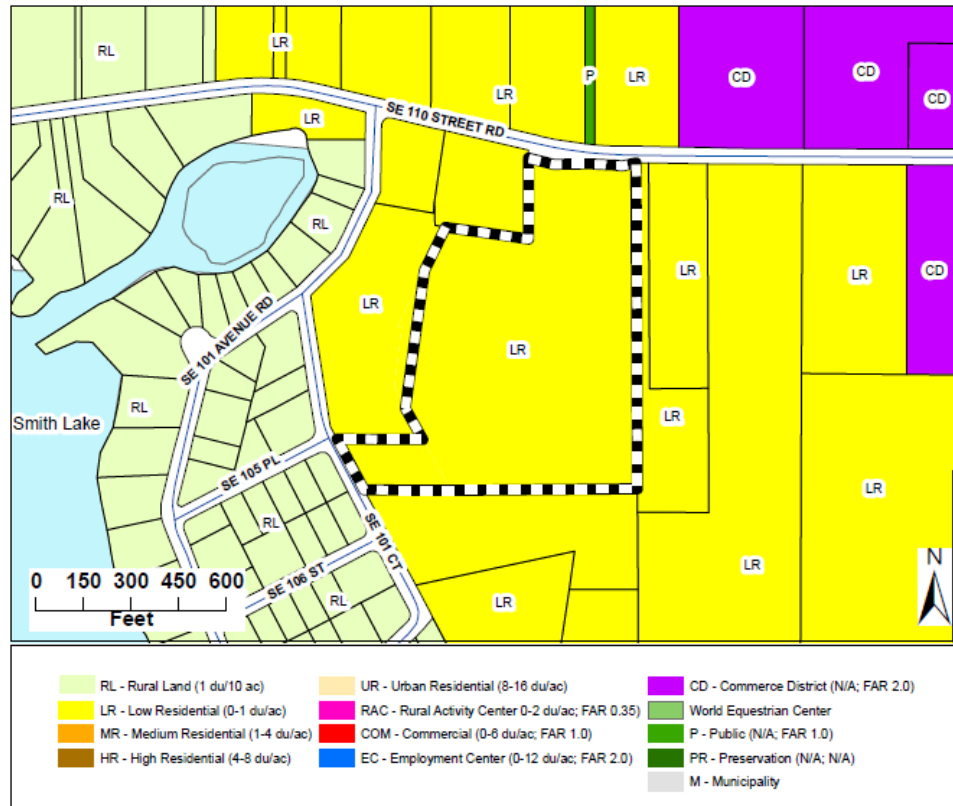 RL
LR
LR
LR
P
LR
CD
CD
CD
SE 110 STREET RD
LR
RL
RL
LR
LR
LR
LR
CD
SE 101 AVENUE RD
RL
Smith Lake
LR
SE 105 PL
RL
SE 101 CT
LR
SE 106 ST
LR
RL
LR
N
0 150 300 450 600
Feet
RL - Rural Land (1 du/10 ac)
LR - Low Residential (0-1 du/ac)
MR - Medium Residential (1-4 du/ac)
HR - High Residential (4-8 du/ac)
UR - Urban Residential (8-16 du/ac)
RAC - Rural Activity Center 0-2 du/ac; FAR 0.35)
COM - Commercial (0-6 du/ac; FAR 1.0)
EC - Employment Center (0-12 du/ac; FAR 2.0)
CD - Commerce District (N/A; FAR 2.0)
World Equestrian Center
P - Public (N/A; FAR 1.0)
PR - Preservation (N/A; N/A)
M - Municipality